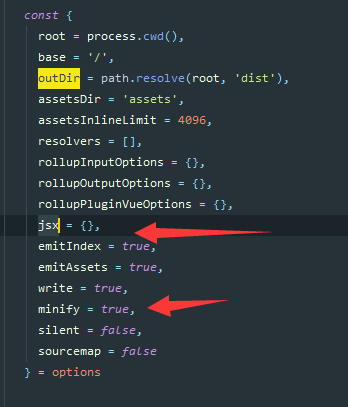 const {
root = process.cwd(),
base = '/',
outDir = path.resolve(root, 'dist'),
assetsDir = 'assets',
assetsInlineLimit = 4096,
resolvers = [],
rollupInputOptions = {},
rollupOutputOptions = {},
rollupPluginVueOptions = {},
jsx = {},
emitIndex = true,
emitAssets = true,
write = true,
minify = true,
silent = false,
sourcemap = false
} = options